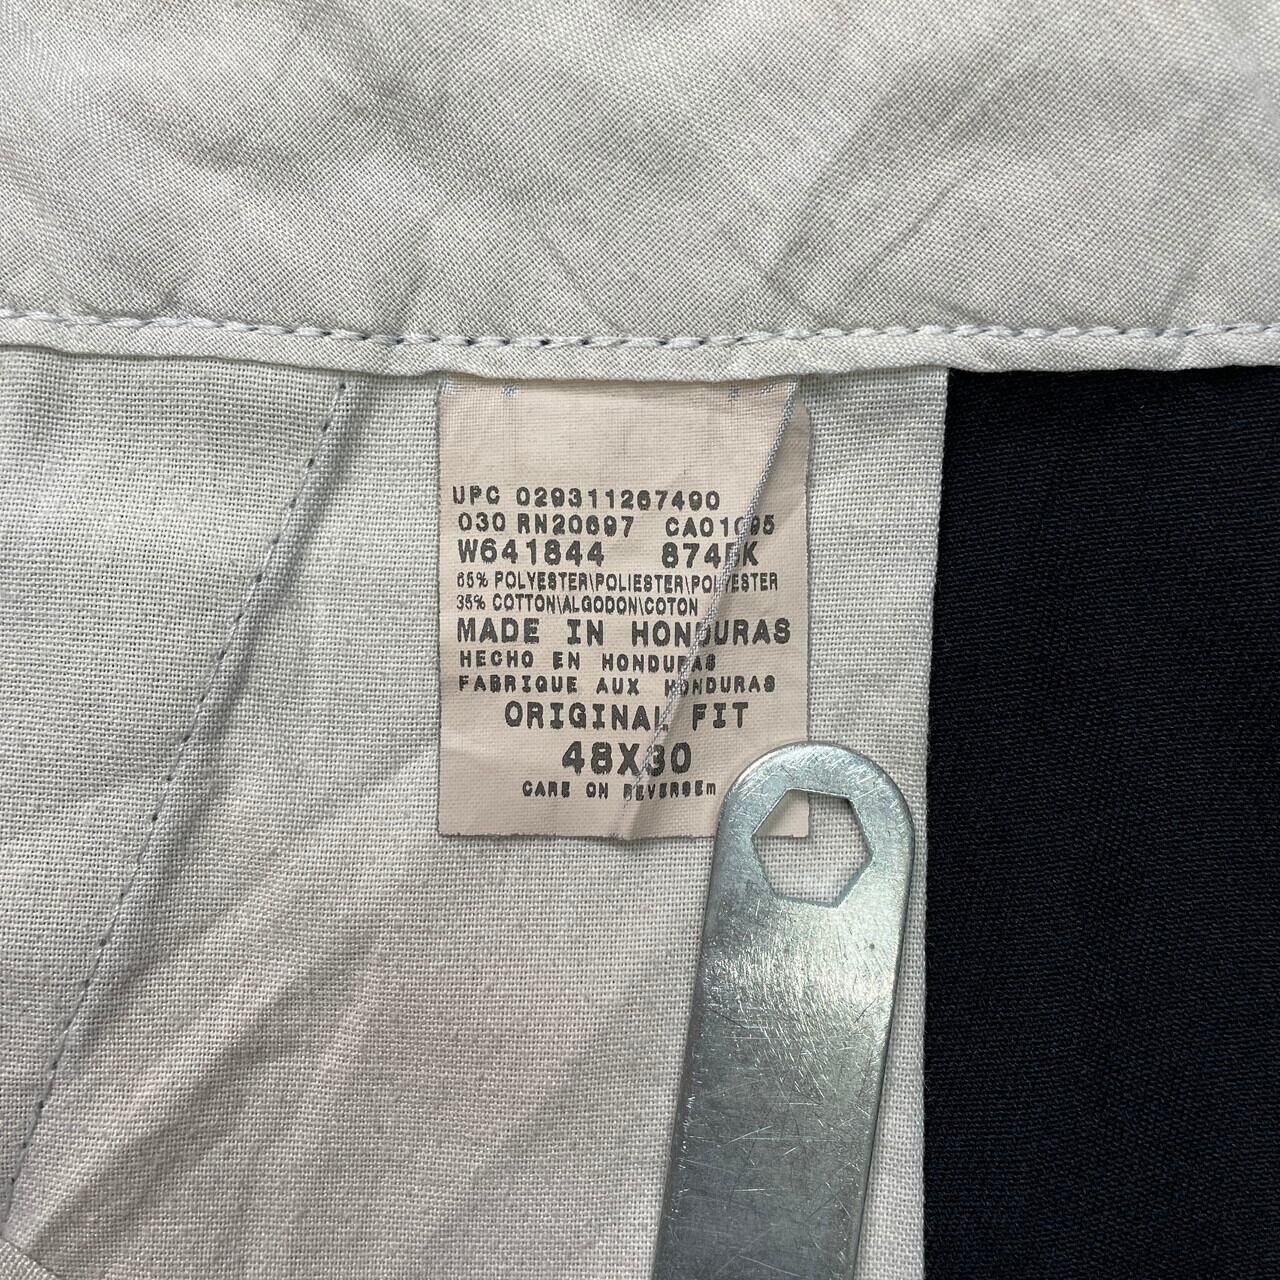 UPC 029311267490
030 RN20697 CA01095
W641844 874BK
65% POLYESTER\POLIESTER\POLYESTER
35% COTTON\ALGODON\COTON
MADE IN HONDURAS
HECHO EN HONDURAS
FABRIQUE AUX HONDURAS
ORIGINAL FIT
48X30
CARE ON REVERSEm